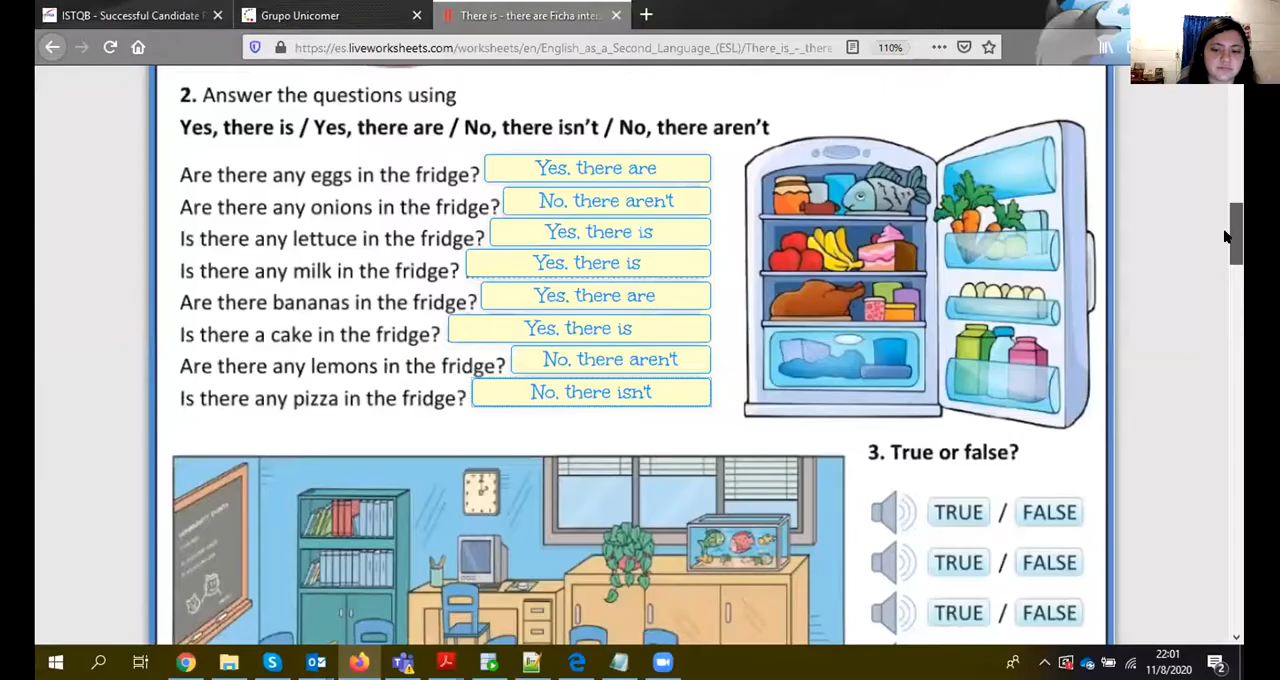 ISTQB - Successful Candidate R
Grupo Unicomer
There is - there are Ficha inter
https://es.liveworksheets.com/worksheets/en/English_as_a_Second_Language_(ESL)/There_is_-_there
110%
2. Answer the questions using
Yes, there is / Yes, there are / No, there isn't / No, there aren't
Are there any eggs in the fridge? Yes, there are
Are there any onions in the fridge? No, there aren't
Is there any lettuce in the fridge? Yes, there is
Is there any milk in the fridge? Yes, there is
Are there bananas in the fridge? Yes, there are
Is there a cake in the fridge? Yes, there is
Are there any lemons in the fridge? No, there aren't
Is there any pizza in the fridge? No, there isn't
3. True or false?
TRUE / FALSE
TRUE / FALSE
TRUE / FALSE
22:01
11/8/2020
2